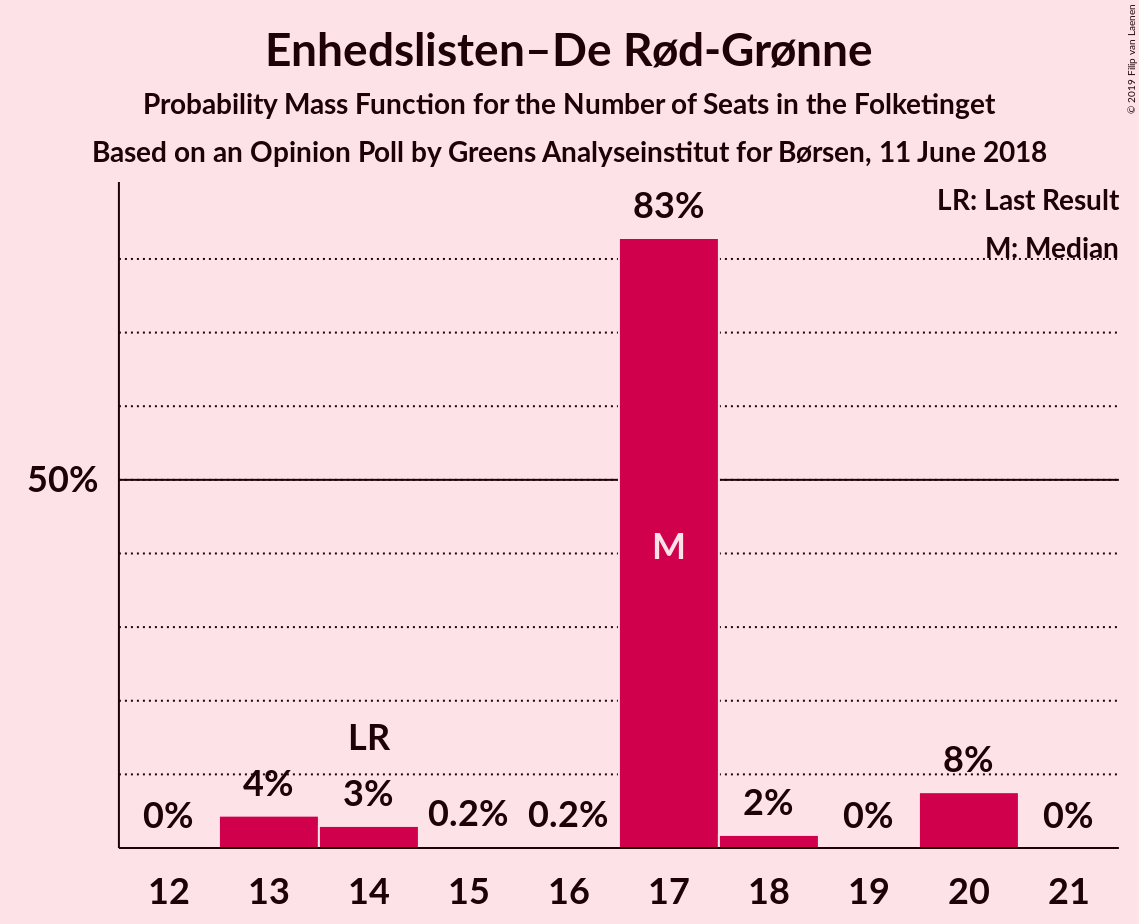 Enhedslisten–De Rød-Grønne
Probability Mass Function for the Number of Seats in the Folketinget
Based on an Opinion Poll by Greens Analyseinstitut for Børsen, 11 June 2018
© 2019 Filip van Laenen
LR: Last Result
M: Median
83%
50%
M
LR
0% 4% 3% 0.2% 0.2% 2% 0% 8% 0%
12 13 14 15 16 17 18 19 20 21